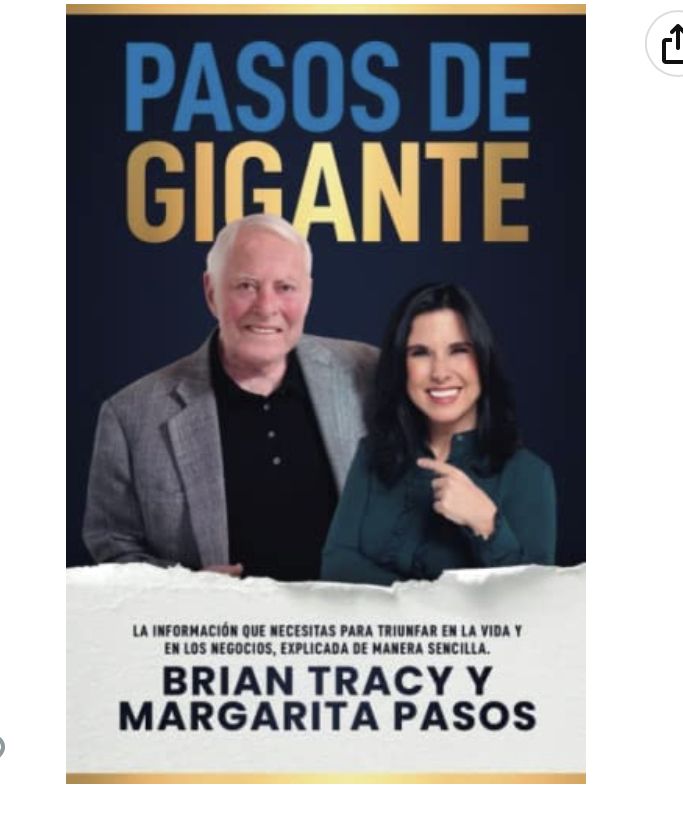 PASOS DE
GIGANTE
LA INFORMACIÓN QUE NECESITAS PARA TRIUNFAR EN LA VIDA Y
EN LOS NEGOCIOS, EXPLICADA DE MANERA SENCILLA.
BRIAN TRACY Y
MARGARITA PASOS